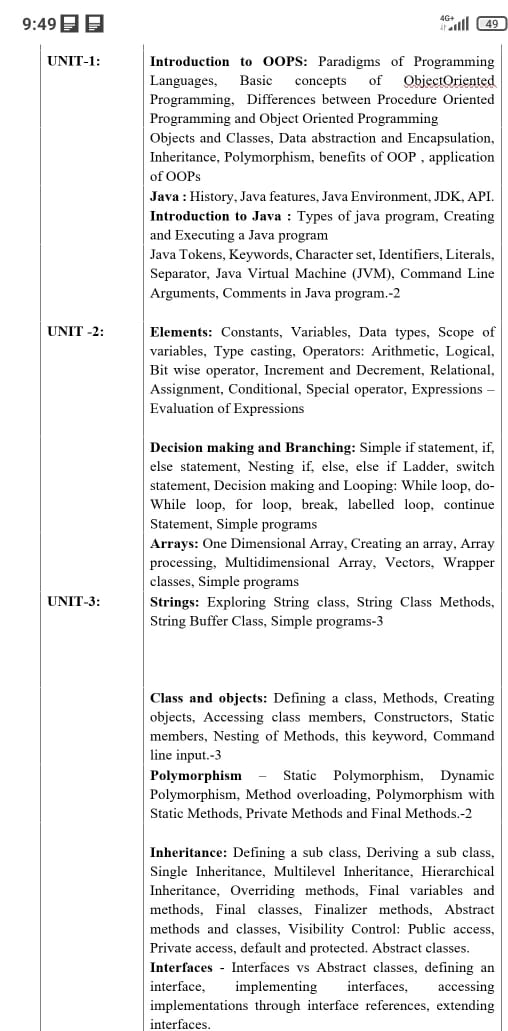 9:49
4G+
49
UNIT-1:
Introduction to OOPS: Paradigms of Programming
Languages, Basic concepts of ObjectOriented
Programming, Differences between Procedure Oriented
Programming and Object Oriented Programming
Objects and Classes, Data abstraction and Encapsulation,
Inheritance, Polymorphism, benefits of OOP , application
of OOPs
Java : History, Java features, Java Environment, JDK, API.
Introduction to Java : Types of java program, Creating
and Executing a Java program
Java Tokens, Keywords, Character set, Identifiers, Literals,
Separator, Java Virtual Machine (JVM), Command Line
Arguments, Comments in Java program.-2
UNIT -2:
Elements: Constants, Variables, Data types, Scope of
variables, Type casting, Operators: Arithmetic, Logical,
Bit wise operator, Increment and Decrement, Relational,
Assignment, Conditional, Special operator, Expressions –
Evaluation of Expressions
Decision making and Branching: Simple if statement, if,
else statement, Nesting if, else, else if Ladder, switch
statement, Decision making and Looping: While loop, do-
While loop, for loop, break, labelled loop, continue
Statement, Simple programs
Arrays: One Dimensional Array, Creating an array, Array
processing, Multidimensional Array, Vectors, Wrapper
classes, Simple programs
UNIT-3:
Strings: Exploring String class, String Class Methods,
String Buffer Class, Simple programs-3
Class and objects: Defining a class, Methods, Creating
objects, Accessing class members, Constructors, Static
members, Nesting of Methods, this keyword, Command
line input.-3
Polymorphism – Static Polymorphism, Dynamic
Polymorphism, Method overloading, Polymorphism with
Static Methods, Private Methods and Final Methods.-2
Inheritance: Defining a sub class, Deriving a sub class,
Single Inheritance, Multilevel Inheritance, Hierarchical
Inheritance, Overriding methods, Final variables and
methods, Final classes, Finalizer methods, Abstract
methods and classes, Visibility Control: Public access,
Private access, default and protected. Abstract classes.
Interfaces - Interfaces vs Abstract classes, defining an
interface, implementing interfaces, accessing
implementations through interface references, extending
interfaces.